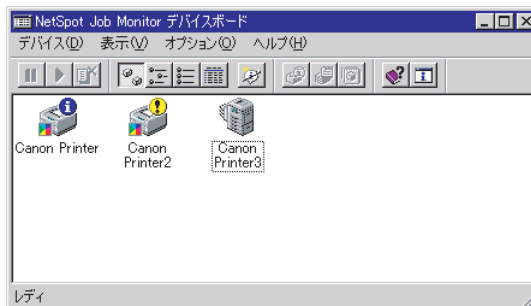 NetSpot Job Monitor デバイスボード
デバイス(D) 表示(V) オプション(O) ヘルプ(H)
Canon Printer
Canon
Printer2
Canon
Printer3
レディ